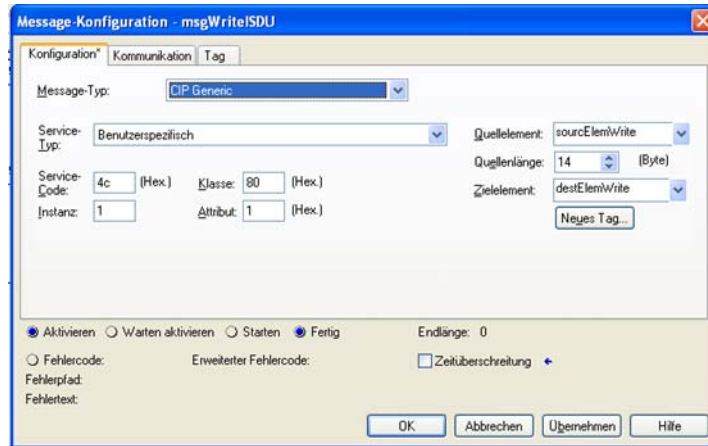 Message-Konfiguration - msgWriteISDU
Konfiguration* Kommunikation Tag
Message-Typ: CIP Generic
Service-Typ: Benutzerspezifisch
Quellelement: sourcElemWrite
Quellenlänge: 14 (Byte)
Service-Code: 4c (Hex.) Klasse: 80 (Hex.)
Zielelement: destElemWrite
Instanz: 1 Attribut: 1 (Hex.)
Neues Tag...
Aktivieren Warten aktivieren Starten Fertig Endlänge: 0
Fehlercode: Erweiterter Fehlercode: Zeitüberschreitung
Fehlerpfad:
Fehlertext:
OK Abbrechen Übernehmen Hilfe